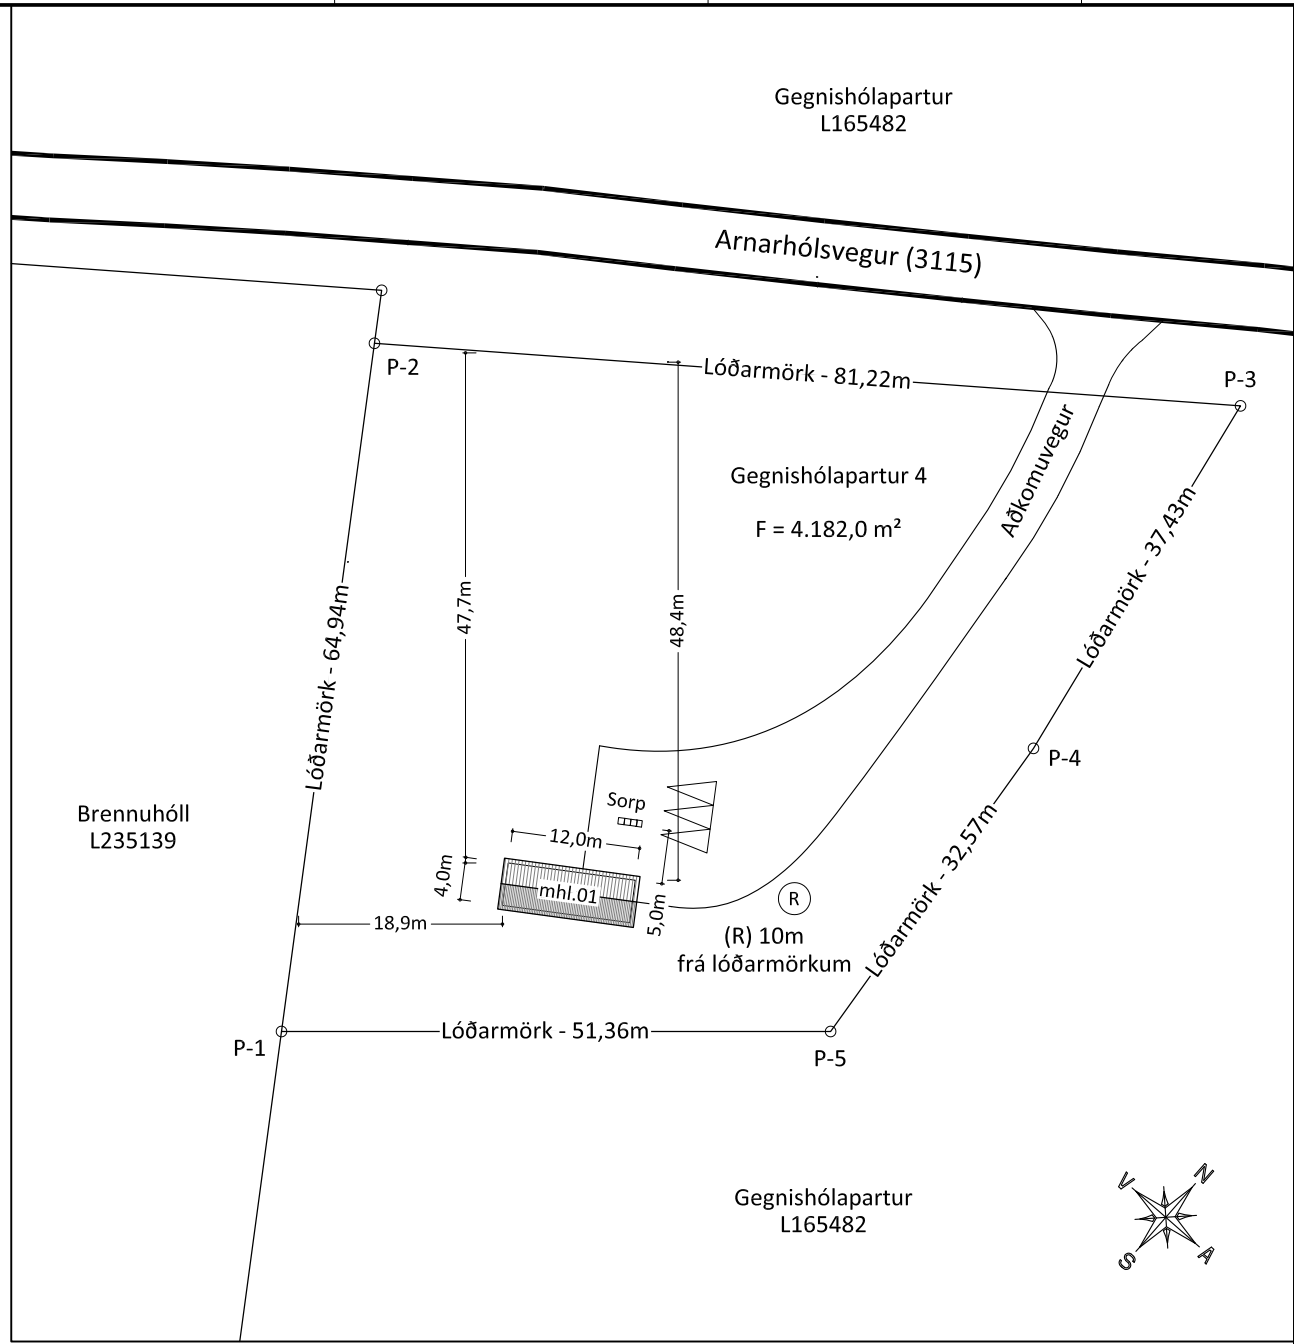 Gegnishólapartur
L165482
Arnarhólsvegur (3115)
P-2
Lóðarmörk - 81,22m
P-3
Aðkomuvegur
Gegnishólapartur 4
F = 4.182,0 m²
Lóðarmörk - 37,43m
47,7m
48,4m
Lóðarmörk - 64,94m
P-4
Brennuhóll
L235139
Sorp
12,0m
4,0m
mhl.01
5,0m
18,9m
R
(R) 10m
frá lóðarmörkum
Lóðarmörk - 32,57m
P-1
Lóðarmörk - 51,36m
P-5
Gegnishólapartur
L165482
V
N
S
A